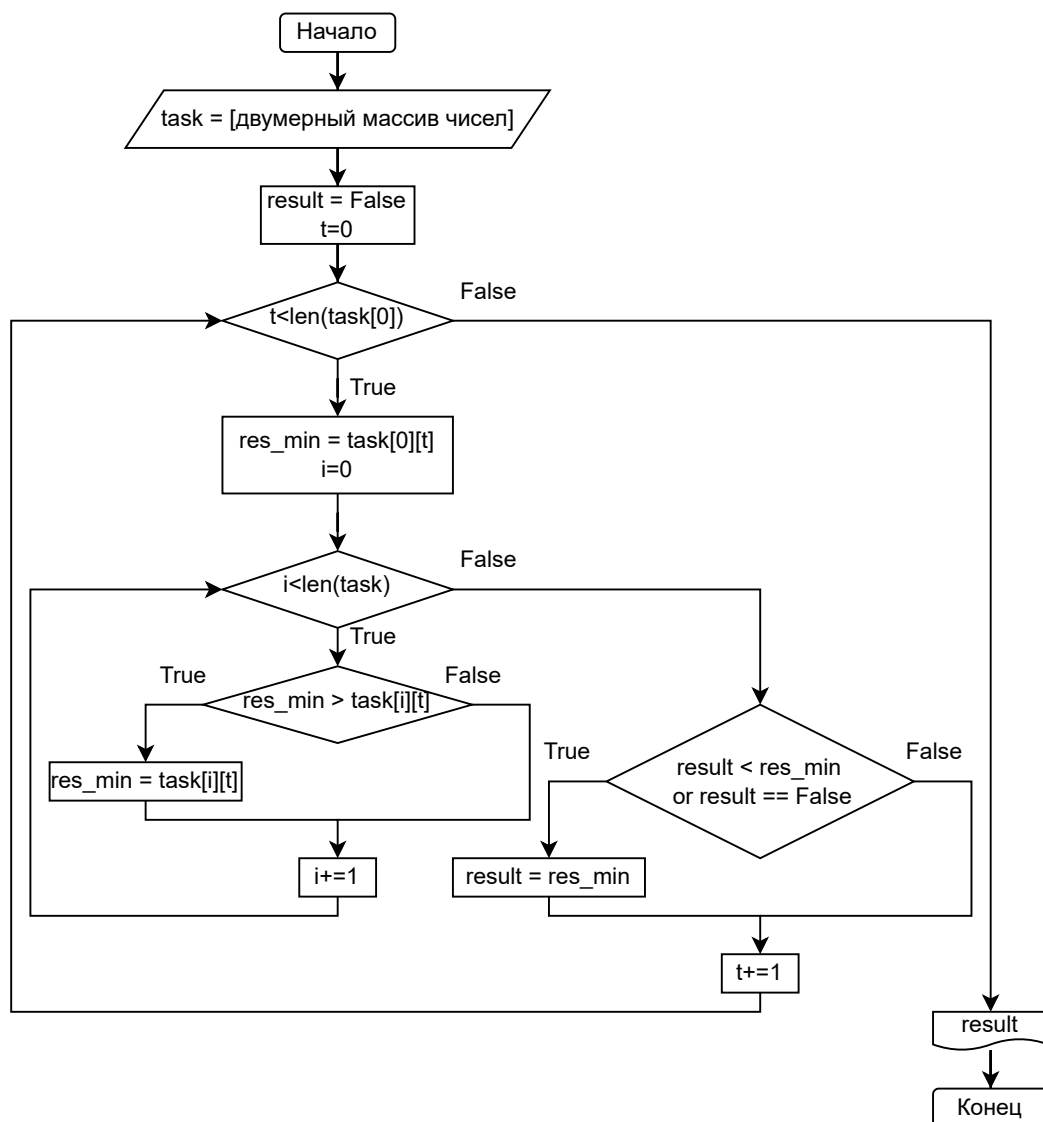 Начало
task = [двумерный массив чисел]
result = False
t=0
t<len(task[0])
False
True
res_min = task[0][t]
i=0
i<len(task)
False
True
True
res_min > task[i][t]
False
res_min = task[i][t]
i+=1
True
result < res_min
or result == False
False
result = res_min
t+=1
result
Конец